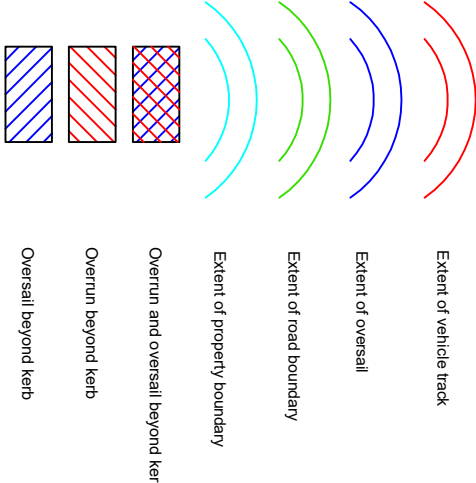 Extent of vehicle track
Extent of oversail
Extent of road boundary
Extent of property boundary
Overrun and oversail beyond ker
Overrun beyond kerb
Oversail beyond kerb